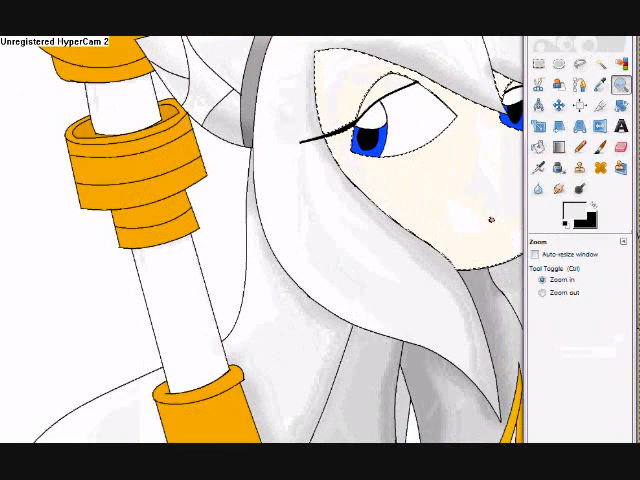 Unregistered HyperCam 2
Zoom
Auto-resize window
Tool Toggle (Ctrl)
Zoom in
Zoom out